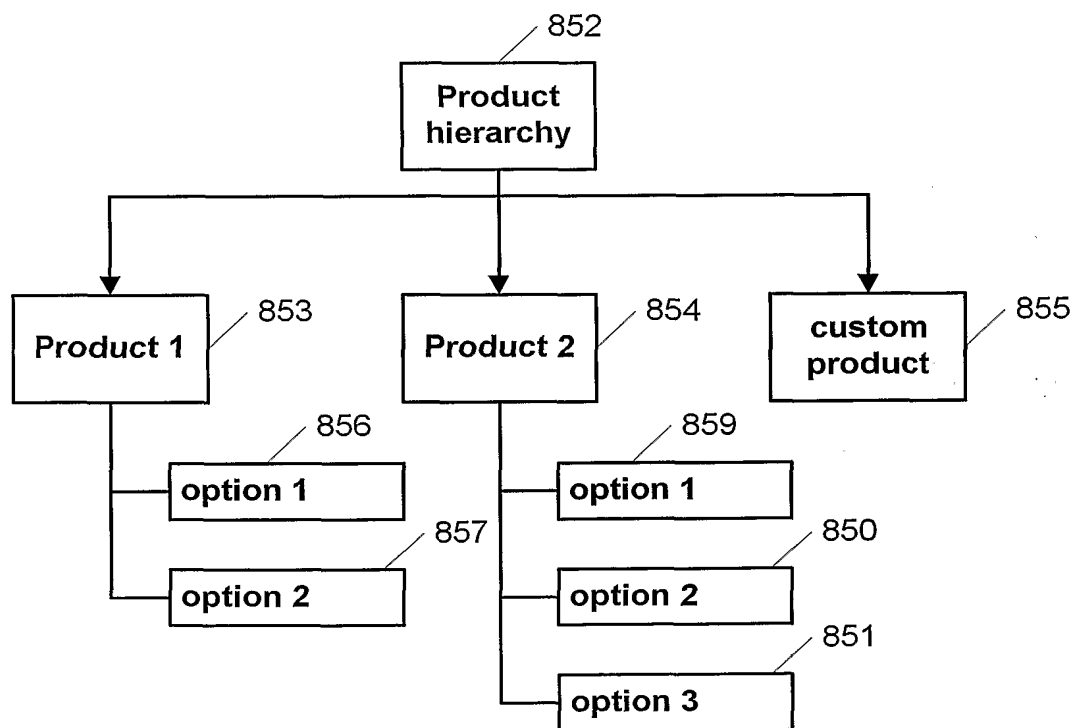 852
Product
hierarchy
853
Product 1
854
Product 2
855
custom
product
856
option 1
857
option 2
859
option 1
850
option 2
851
option 3